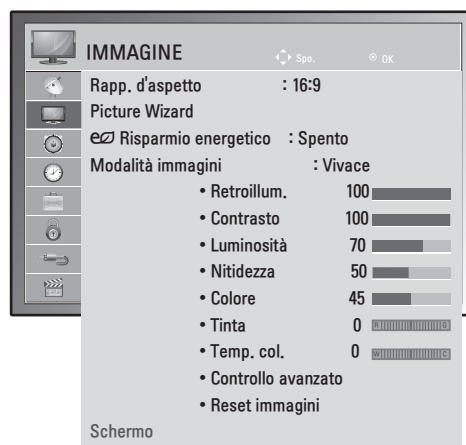 IMMAGINE Spo. OK
Rapp. d'aspetto : 16:9
Picture Wizard
Risparmio energetico : Spento
Modalità immagini : Vivace
• Retroillum. 100
• Contrasto 100
• Luminosità 70
• Nitidezza 50
• Colore 45
• Tinta 0 R G
• Temp. col. 0 W C
• Controllo avanzato
• Reset immagini
Schermo